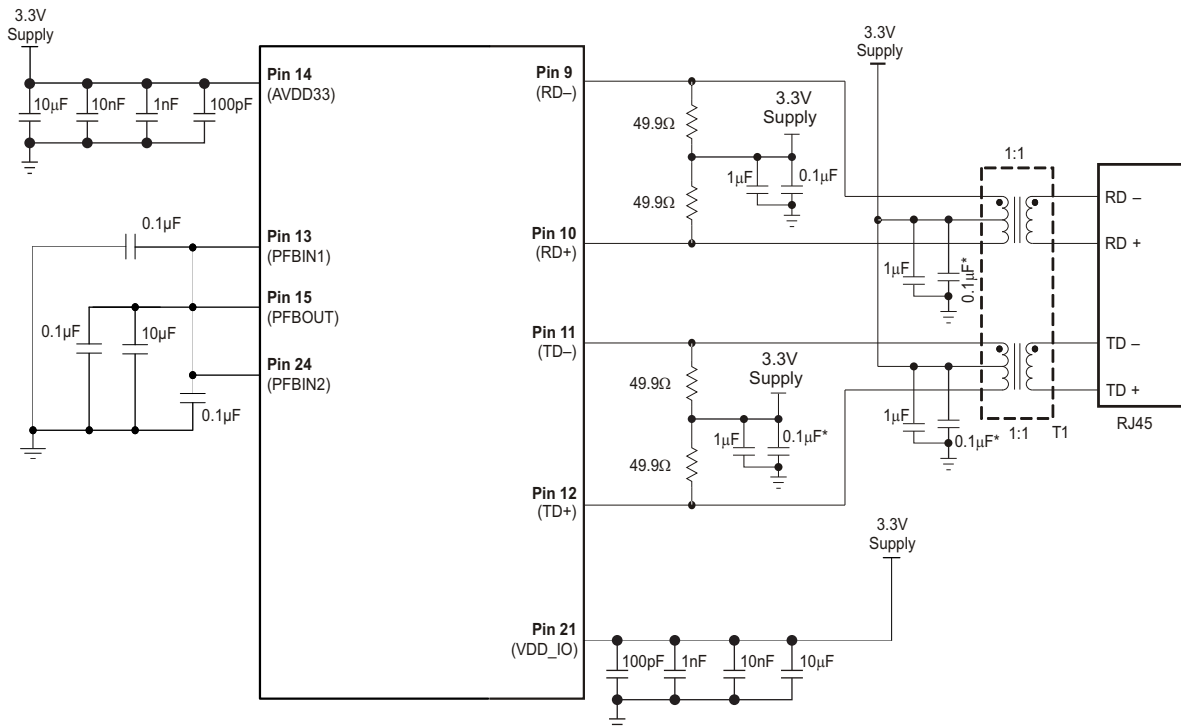 3.3V
Supply
10μF
10nF
1nF
100pF
Pin 14
(AVDD33)
0.1μF
Pin 13
(PFBIN1)
Pin 15
(PFBOUT)
0.1μF
10μF
Pin 24
(PFBIN2)
0.1μF
Pin 9
(RD–)
49.9Ω
3.3V
Supply
1μF
0.1μF
49.9Ω
Pin 10
(RD+)
Pin 11
(TD–)
49.9Ω
3.3V
Supply
1μF
0.1μF*
49.9Ω
Pin 12
(TD+)
3.3V
Supply
1:1
1μF
0.1μF*
1μF
0.1μF*
1:1
T1
RD –
RD +
TD –
TD +
RJ45
3.3V
Supply
Pin 21
(VDD_IO)
100pF
1nF
10nF
10μF